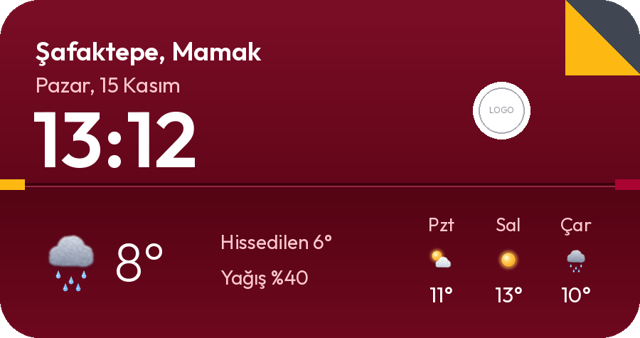 Şafaktepe, Mamak
Pazar, 15 Kasım
13:12
LOGO
8°
Hissedilen 6°
Yağış %40
Pzt Sal Çar
11° 13° 10°